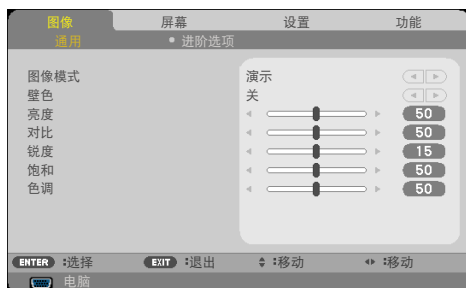 图像 屏幕 设置 功能
通用 • 进阶选项
图像模式 演示
壁色 关
亮度 50
对比 50
锐度 15
饱和 50
色调 50
ENTER :选择 EXIT :退出 :移动 :移动
电脑